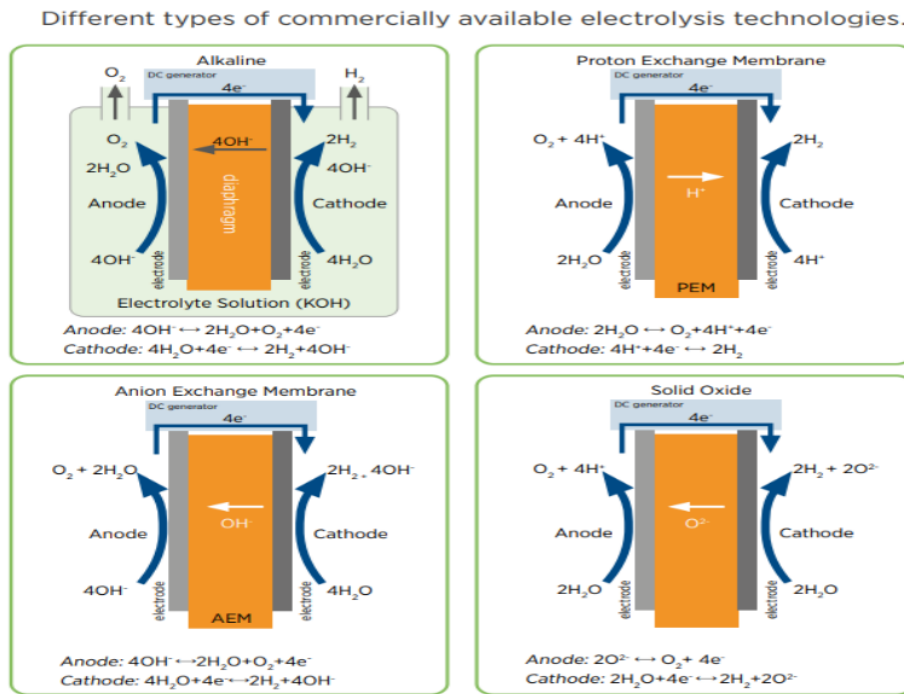 Different types of commercially available electrolysis technologies.
Alkaline
DC generator
4e⁻
O₂
H₂
O₂
2H₂O
Anode
4OH⁻
electrode
4OH⁻
diaphragm
2H₂
4OH⁻
Cathode
4H₂O
electrode
Electrolyte Solution (KOH)
Anode: 4OH⁻ ↔ 2H₂O+O₂+4e⁻
Cathode: 4H₂O+4e⁻ ↔ 2H₂+4OH⁻
Proton Exchange Membrane
DC generator
4e⁻
O₂ + 4H⁺
Anode
2H₂O
electrode
H⁺
PEM
2H₂
Cathode
4H⁺
electrode
Anode: 2H₂O ↔ O₂+4H⁺+4e⁻
Cathode: 4H⁺+4e⁻ ↔ 2H₂
Anion Exchange Membrane
DC generator
4e⁻
O₂ + 2H₂O
Anode
4OH⁻
electrode
OH⁻
AEM
2H₂ + 4OH⁻
Cathode
4H₂O
electrode
Anode: 4OH⁻↔2H₂O+O₂+4e⁻
Cathode: 4H₂O+4e⁻↔2H₂+4OH⁻
Solid Oxide
DC generator
4e⁻
O₂ + 4H⁺
Anode
2H₂O
electrode
O²⁻
2H₂ + 2O²⁻
Cathode
2H₂O
electrode
Anode: 2O²⁻ ↔ O₂+ 4e⁻
Cathode: 2H₂O+4e⁻↔2H₂+2O²⁻